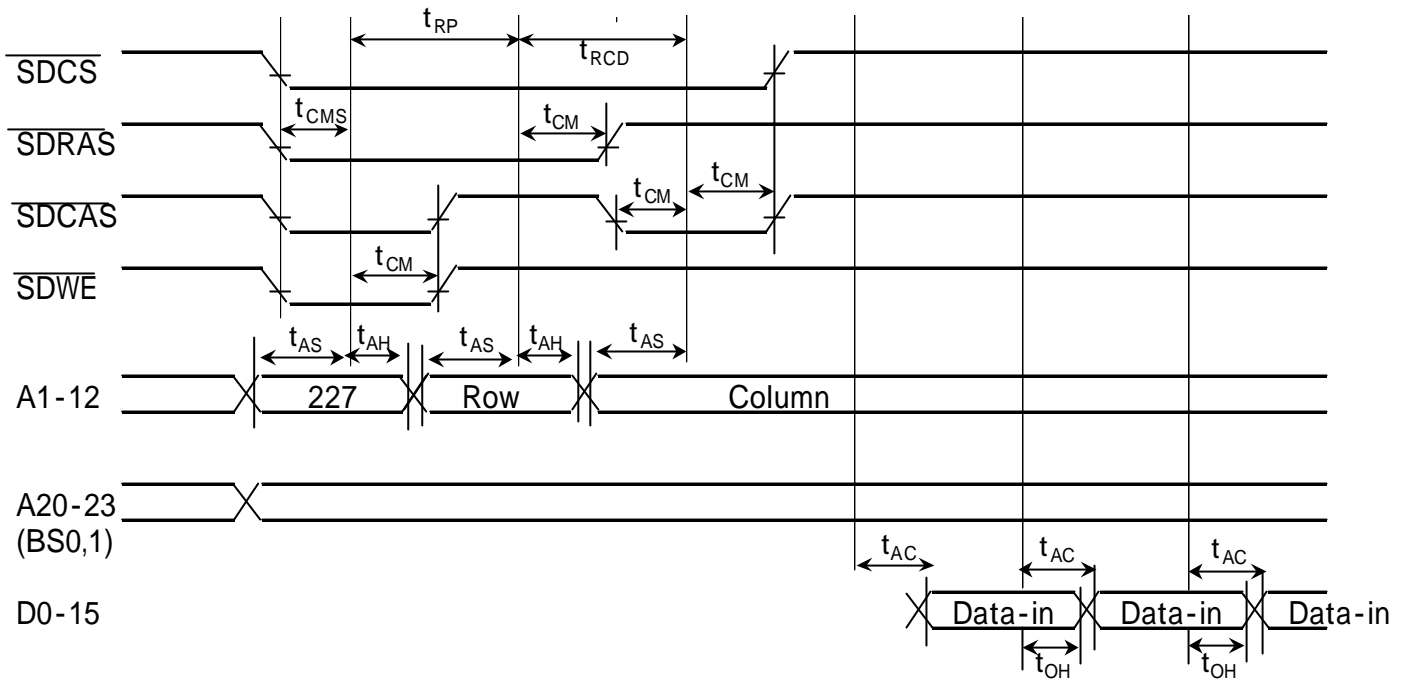 tRP
tRCD
SDCS
tCMS
tCM
SDRAS
tCM
tCM
SDCAS
tCM
SDWE
tAS tAH tAS tAH tAS
A1-12 227 Row Column
A20-23
(BS0,1)
tAC tAC tAC
D0-15 Data-in Data-in Data-in
tOH tOH